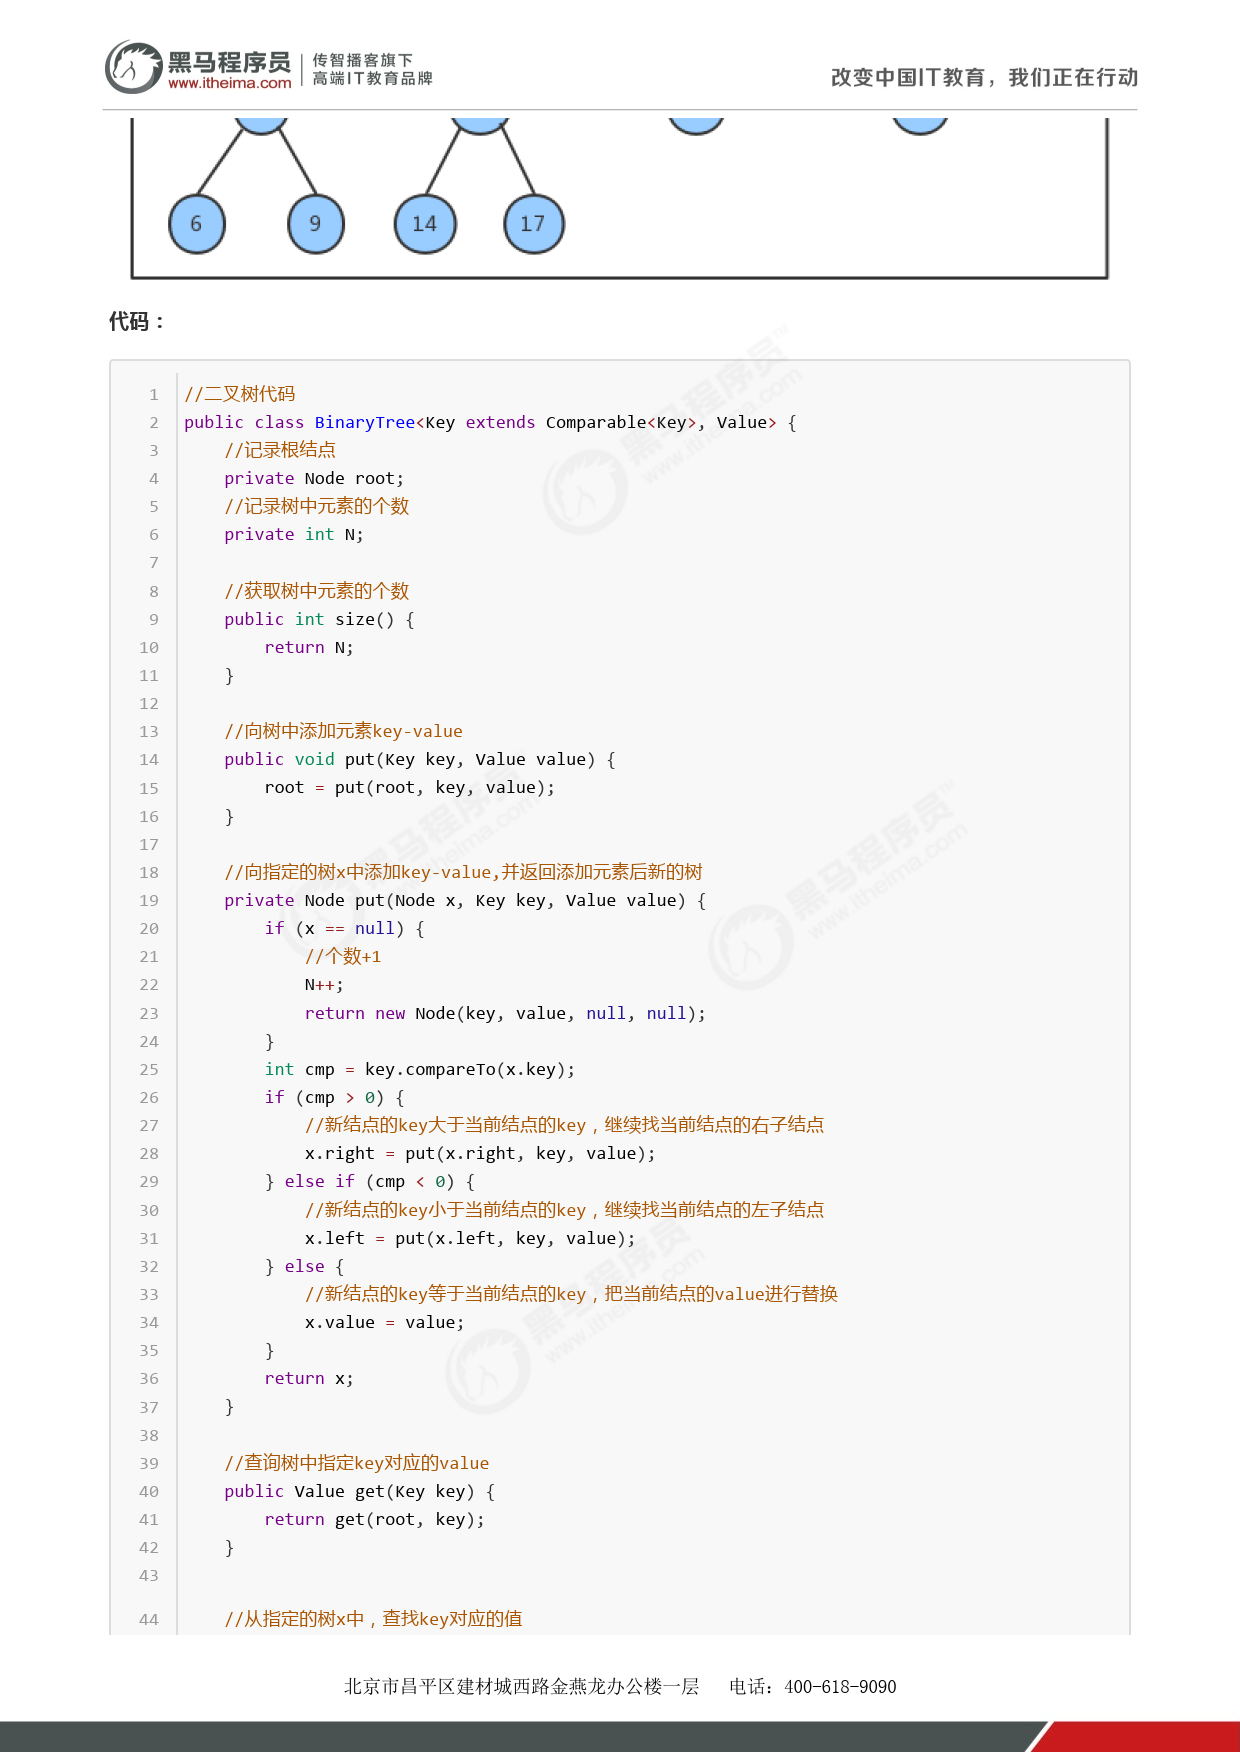 黑马程序员
www.itheima.com
传智播客旗下
高端IT教育品牌
改变中国IT教育，我们正在行动
6 9 14 17
代码：
1 //二叉树代码
2 public class BinaryTree<Key extends Comparable<Key>, Value> {
3     //记录根结点
4     private Node root;
5     //记录树中元素的个数
6     private int N;
7
8     //获取树中元素的个数
9     public int size() {
10         return N;
11     }
12
13     //向树中添加元素key-value
14     public void put(Key key, Value value) {
15         root = put(root, key, value);
16     }
17
18     //向指定的树x中添加key-value,并返回添加元素后新的树
19     private Node put(Node x, Key key, Value value) {
20         if (x == null) {
21             //个数+1
22             N++;
23             return new Node(key, value, null, null);
24         }
25         int cmp = key.compareTo(x.key);
26         if (cmp > 0) {
27             //新结点的key大于当前结点的key，继续找当前结点的右子结点
28             x.right = put(x.right, key, value);
29         } else if (cmp < 0) {
30             //新结点的key小于当前结点的key，继续找当前结点的左子结点
31             x.left = put(x.left, key, value);
32         } else {
33             //新结点的key等于当前结点的key，把当前结点的value进行替换
34             x.value = value;
35         }
36         return x;
37     }
38
39     //查询树中指定key对应的value
40     public Value get(Key key) {
41         return get(root, key);
42     }
43
44     //从指定的树x中，查找key对应的值
北京市昌平区建材城西路金燕龙办公楼一层 电话：400-618-9090